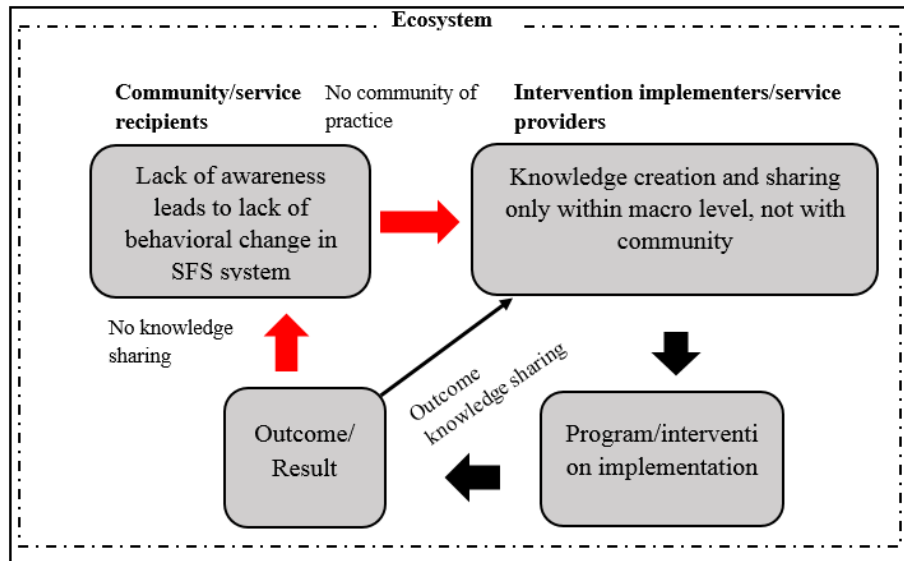 Ecosystem
Community/service
recipients
No community of
practice
Intervention implementers/service
providers
Lack of awareness
leads to lack of
behavioral change in
SFS system
Knowledge creation and sharing
only within macro level, not with
community
No knowledge
sharing
Outcome
knowledge sharing
Outcome/
Result
Program/interventi
on implementation